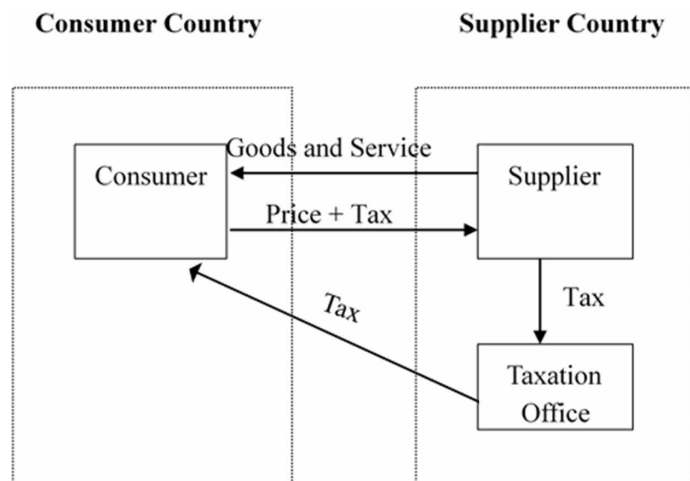 Consumer Country
Supplier Country
Goods and Service
Consumer
Supplier
Price + Tax
Tax
Tax
Taxation
Office